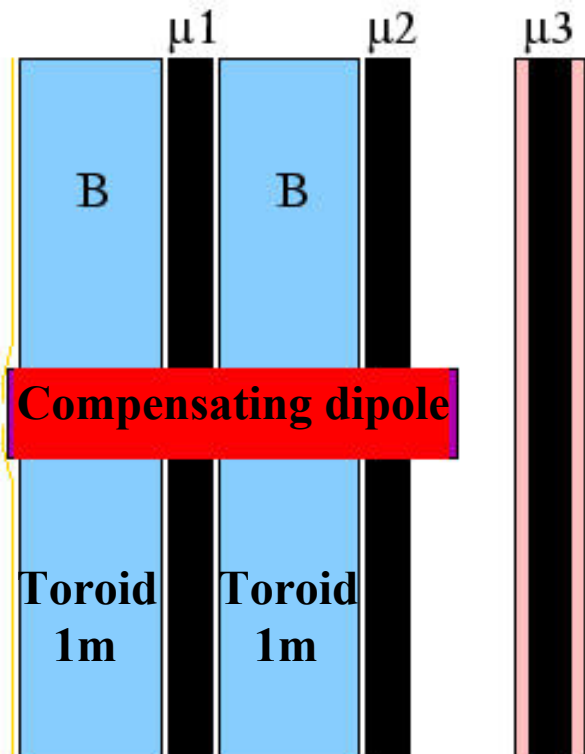 μ1 μ2 μ3
B B
Compensating dipole
Toroid Toroid
1m 1m